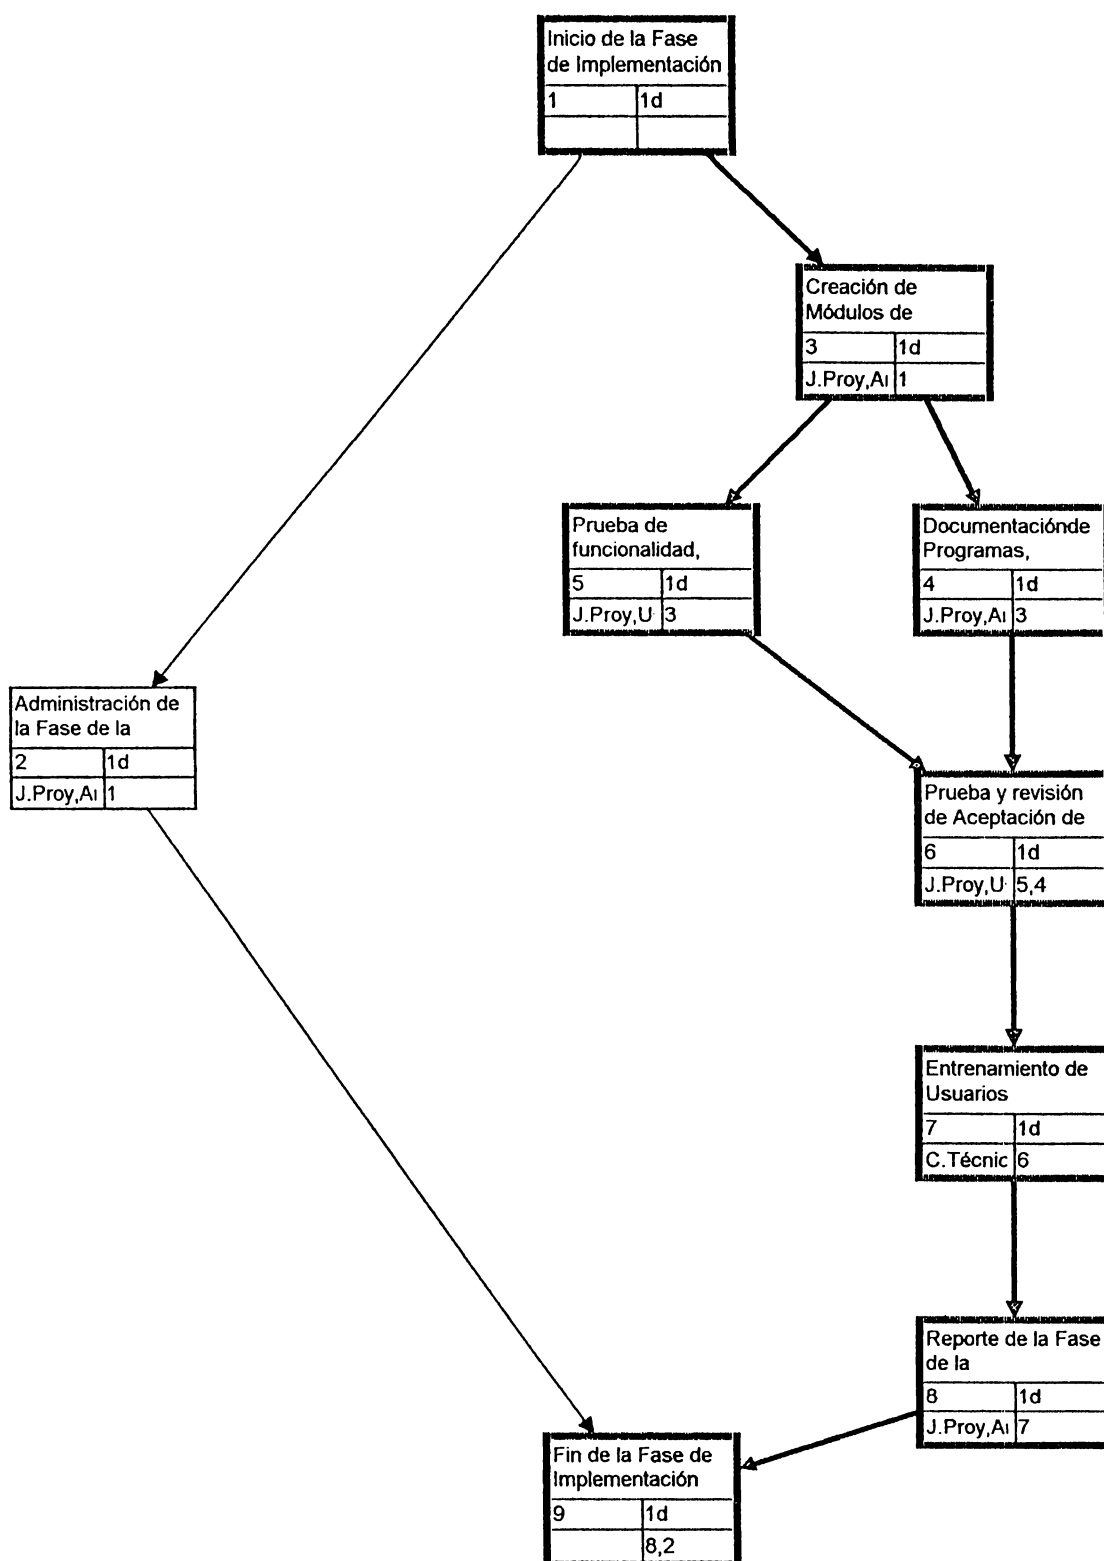 Inicio de la Fase
de Implementación
1 1d
Creación de
Módulos de
3 1d
J.Proy,Ai 1
Prueba de
funcionalidad,
5 1d
J.Proy,U 3
Documentaciónde
Programas,
4 1d
J.Proy,Ai 3
Administración de
la Fase de la
2 1d
J.Proy,Ai 1
Prueba y revisión
de Aceptación de
6 1d
J.Proy,U 5,4
Entrenamiento de
Usuarios
7 1d
C.Técnic 6
Reporte de la Fase
de la
8 1d
J.Proy,Ai 7
Fin de la Fase de
Implementación
9 1d
8,2